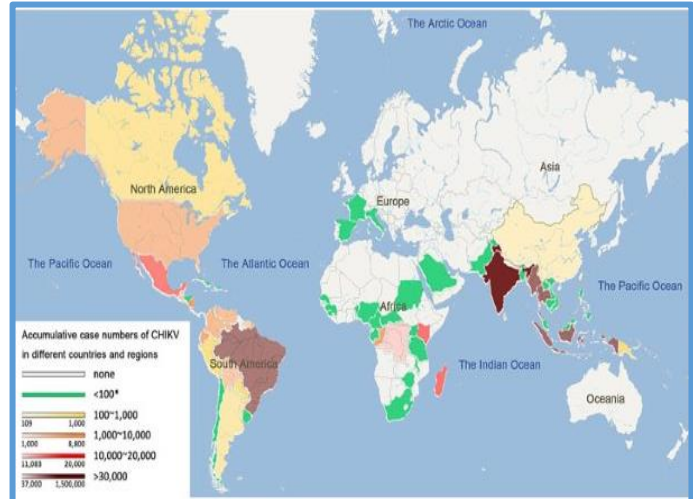 The Arctic Ocean
Asia
North America
Europe
The Pacific Ocean
The Atlantic Ocean
The Pacific Ocean
Africa
The Indian Ocean
South America
Oceania
Accumulative case numbers of CHIKV
in different countries and regions
none
<100*
100~1,000
109 1,000
1,000~10,000
1,000 8,800
10,000~20,000
11,083 20,000
>30,000
37,000 1,500,000